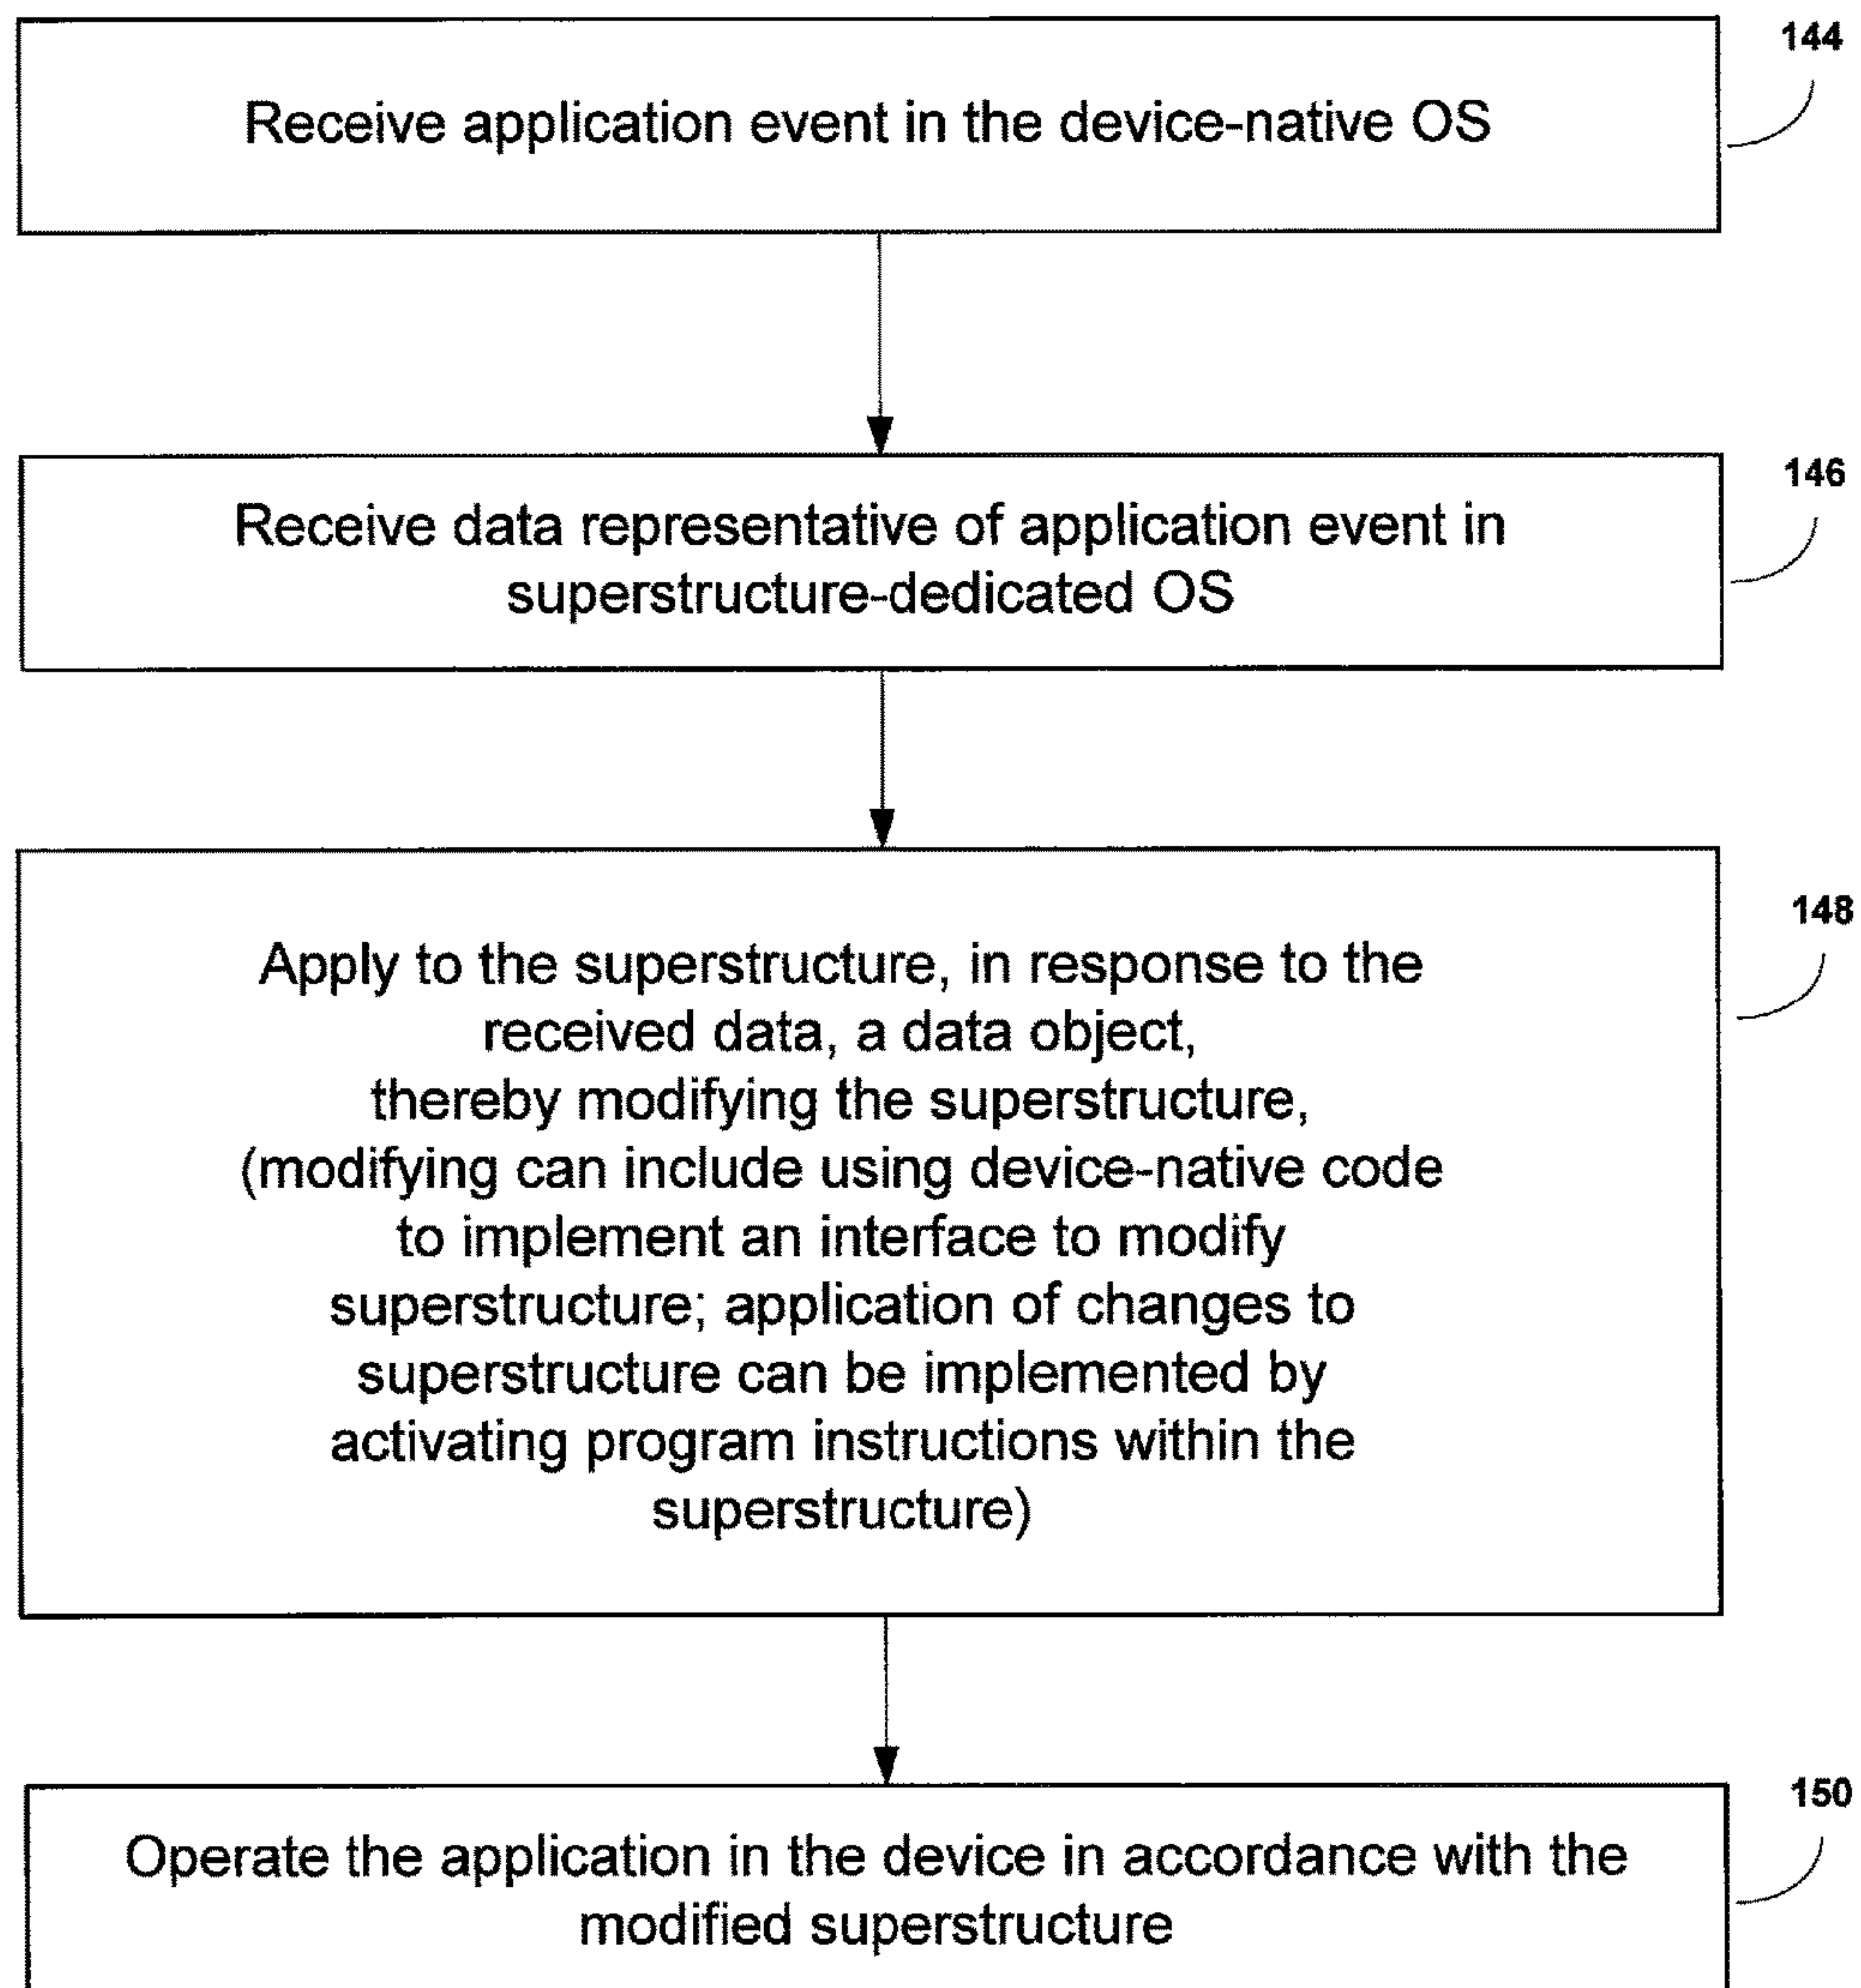 144
Receive application event in the device-native OS
146
Receive data representative of application event in
superstructure-dedicated OS
148
Apply to the superstructure, in response to the
received data, a data object,
thereby modifying the superstructure,
(modifying can include using device-native code
to implement an interface to modify
superstructure; application of changes to
superstructure can be implemented by
activating program instructions within the
superstructure)
150
Operate the application in the device in accordance with the
modified superstructure